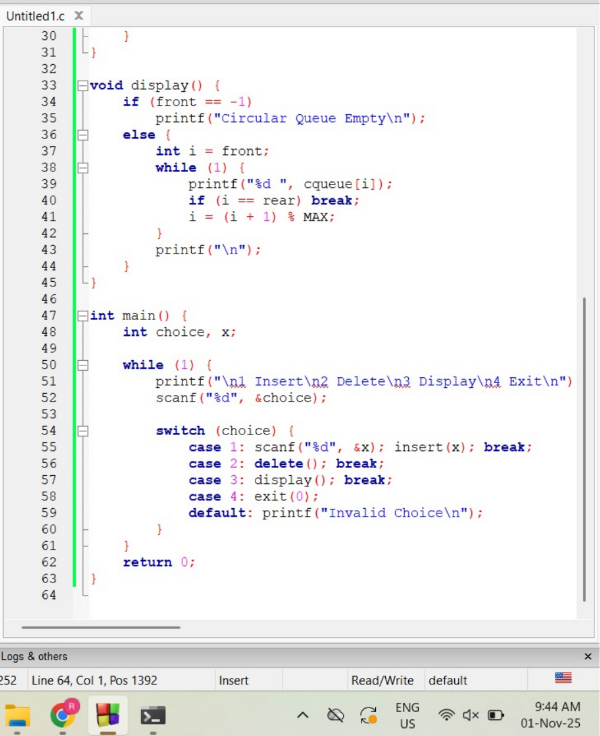 Untitled1.c X
30 }
31 }
32
33 void display() {
34 if (front == -1)
35 printf("Circular Queue Empty\n");
36 else {
37 int i = front;
38 while (1) {
39 printf("%d ", cqueue[i]);
40 if (i == rear) break;
41 i = (i + 1) % MAX;
42 }
43 printf("\n");
44 }
45 }
46
47 int main() {
48 int choice, x;
49
50 while (1) {
51 printf("\n1 Insert\n2 Delete\n3 Display\n4 Exit\n")
52 scanf("%d", &choice);
53
54 switch (choice) {
55 case 1: scanf("%d", &x); insert(x); break;
56 case 2: delete(); break;
57 case 3: display(); break;
58 case 4: exit(0);
59 default: printf("Invalid Choice\n");
60 }
61 }
62 return 0;
63 }
64
Logs & others
252 Line 64, Col 1, Pos 1392 Insert Read/Write default
R
ENG 9:44 AM
US 01-Nov-25